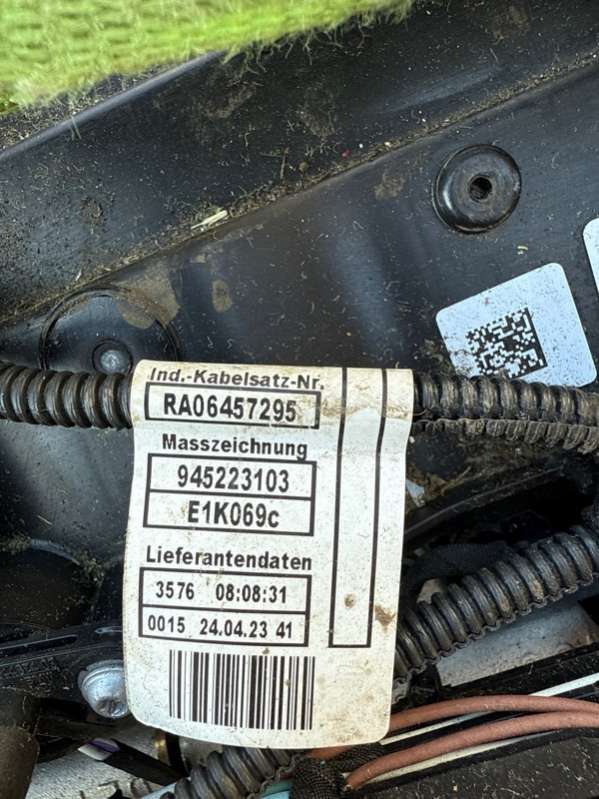 Ind.-Kabelsatz-Nr.
RA06457295
Masszeichnung
945223103
E1K069c
Lieferantendaten
3576 08:08:31
0015 24.04.23 41